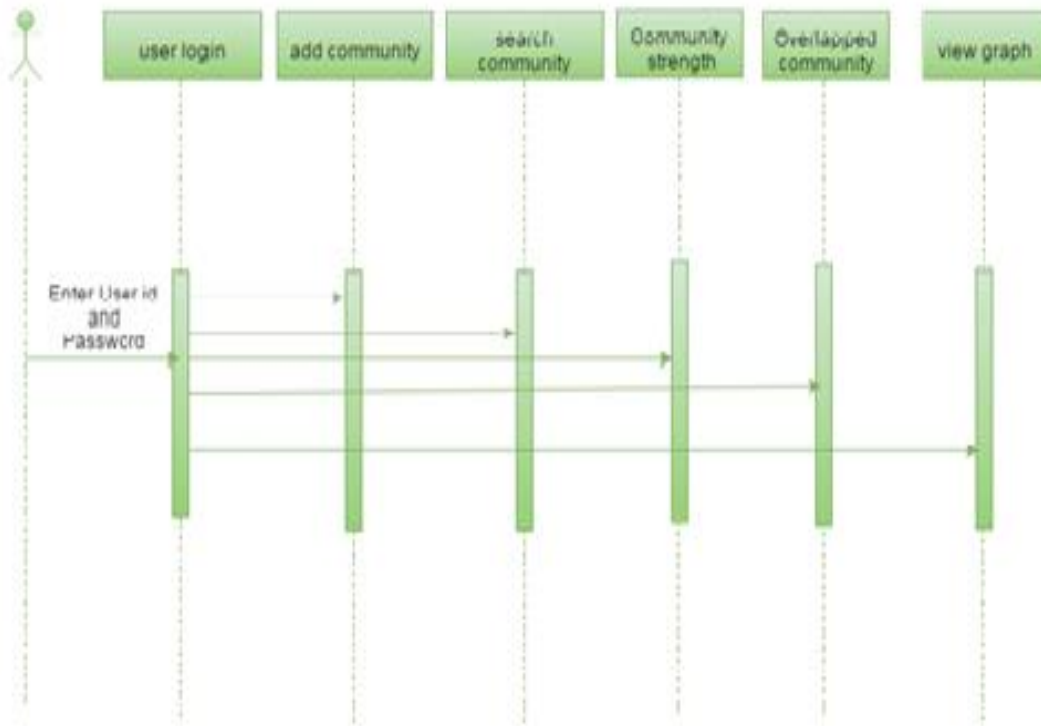 user login
add community
search
community
Community
strength
Overlapped
community
view graph
Enter User id
and
Password